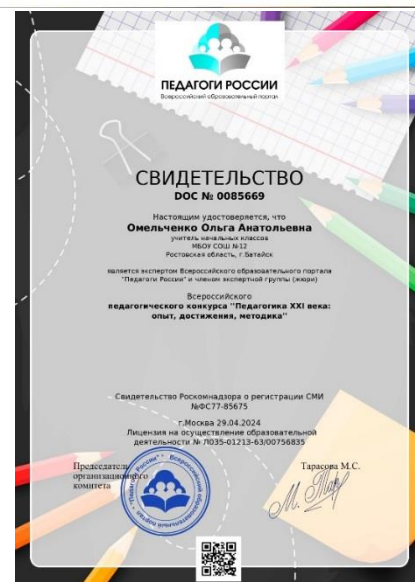 ПЕДАГОГИ РОССИИ
Всероссийский образовательный портал
СВИДЕТЕЛЬСТВО
DOC № 0085669
Настоящим удостоверяется, что
Омельченко Ольга Анатольевна
учитель начальных классов
МБОУ СОШ №12
Ростовская область, г.Батайск
является экспертом Всероссийского образовательного портала
"Педагоги России" и членом экспертной группы (жюри)
Всероссийского
педагогического конкурса "Педагогика XXI века:
опыт, достижения, методика"
Свидетельство Роскомнадзора о регистрации СМИ
№ФС77-85675
г.Москва 29.04.2024
Лицензия на осуществление образовательной
деятельности № Л035-01213-63/00756835
Председатель
организационного
комитета
Тарасова М.С.